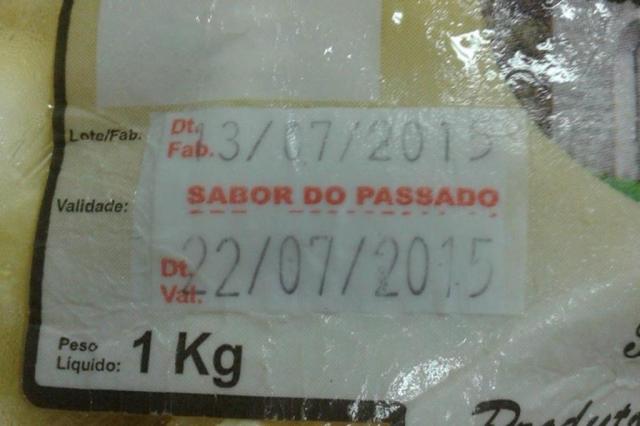 Lote/Fab:
Dt.
Fab. 13/07/2015
Validade:
SABOR DO PASSADO
Dt.
Val. 22/07/2015
Peso
Líquido: 1 Kg